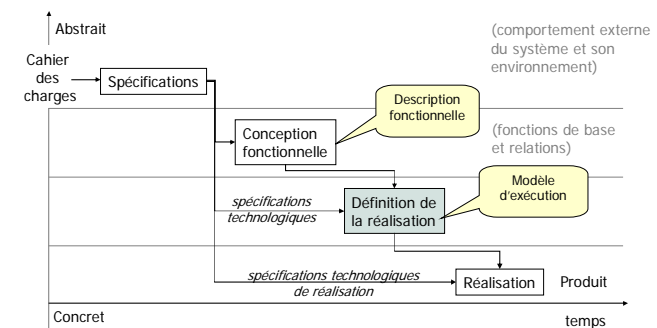 Abstrait
(comportement externe
du système et son
environnement)
Cahier
des
charges
Spécifications
Description
fonctionnelle
Conception
fonctionnelle
(fonctions de base
et relations)
Modèle
d'exécution
spécifications
technologiques
Définition de
la réalisation
spécifications technologiques
de réalisation
Réalisation
Produit
Concret
temps